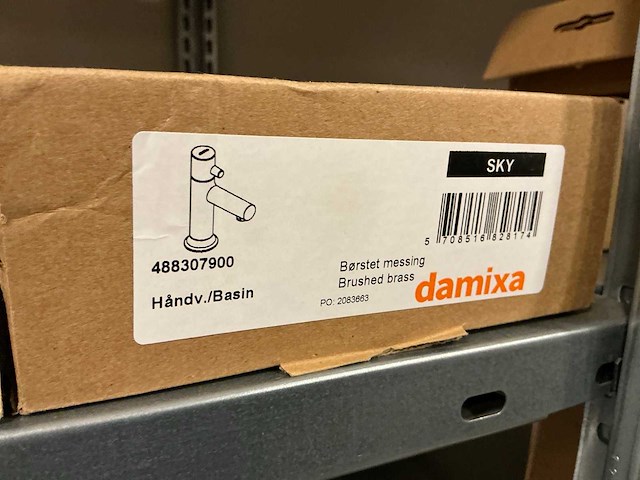 SKY
5 708516 828174
488307900
Håndv./Basin
Børstet messing
Brushed brass
PO: 2083663
damixa